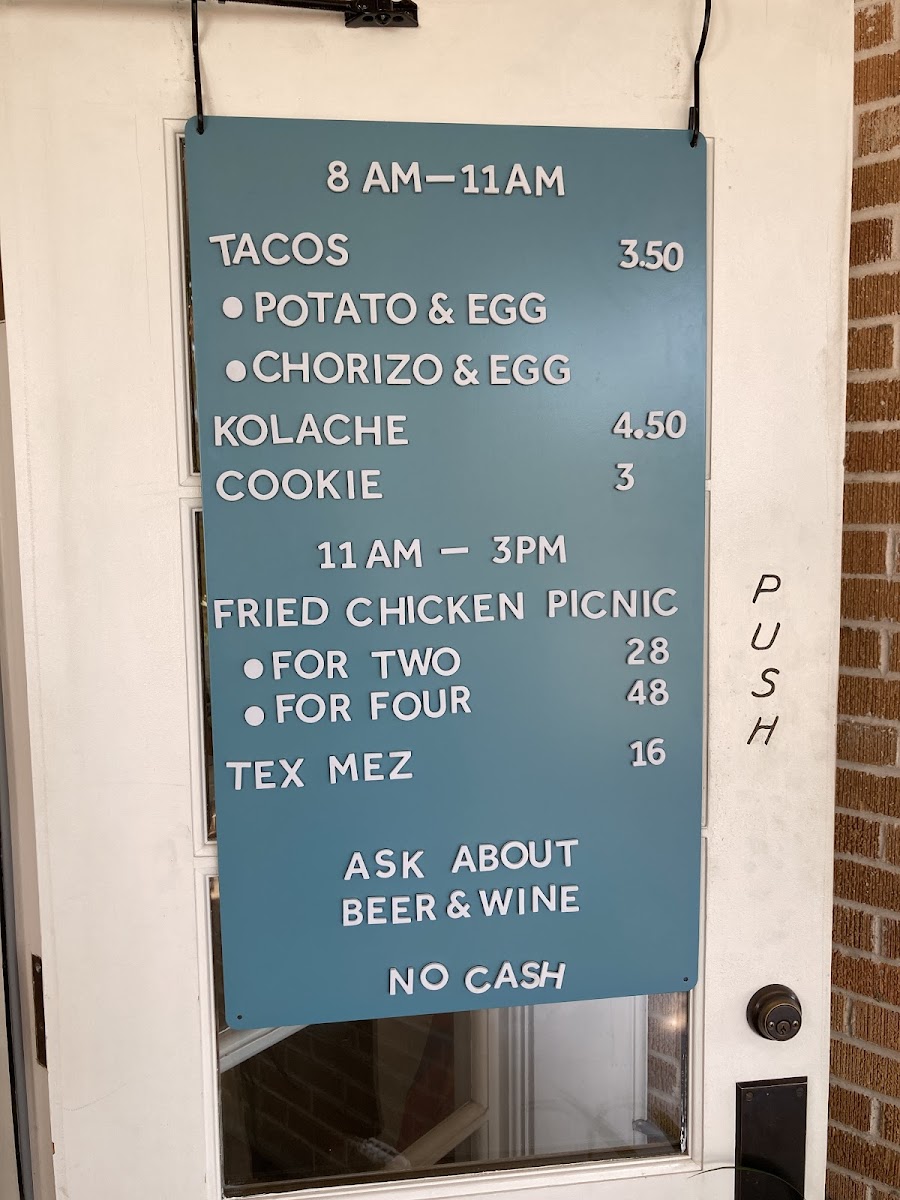 8 AM—11AM
TACOS 3.50
• POTATO & EGG
• CHORIZO & EGG
KOLACHE 4.50
COOKIE 3
11 AM — 3PM
FRIED CHICKEN PICNIC
• FOR TWO 28
• FOR FOUR 48
TEX MEZ 16
ASK ABOUT
BEER & WINE
NO CASH
PUSH